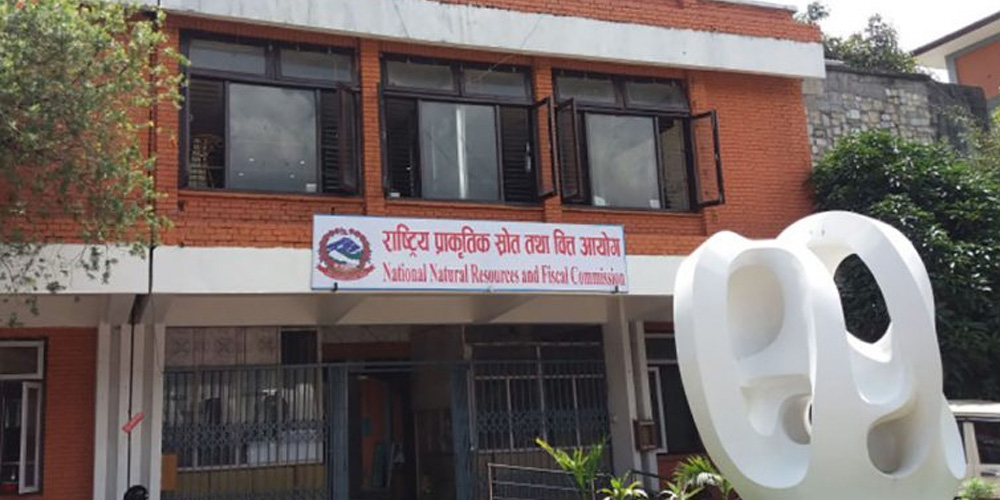 राष्ट्रिय प्राकृतिक स्रोत तथा वित्त आयोग
National Natural Resources and Fiscal Commission